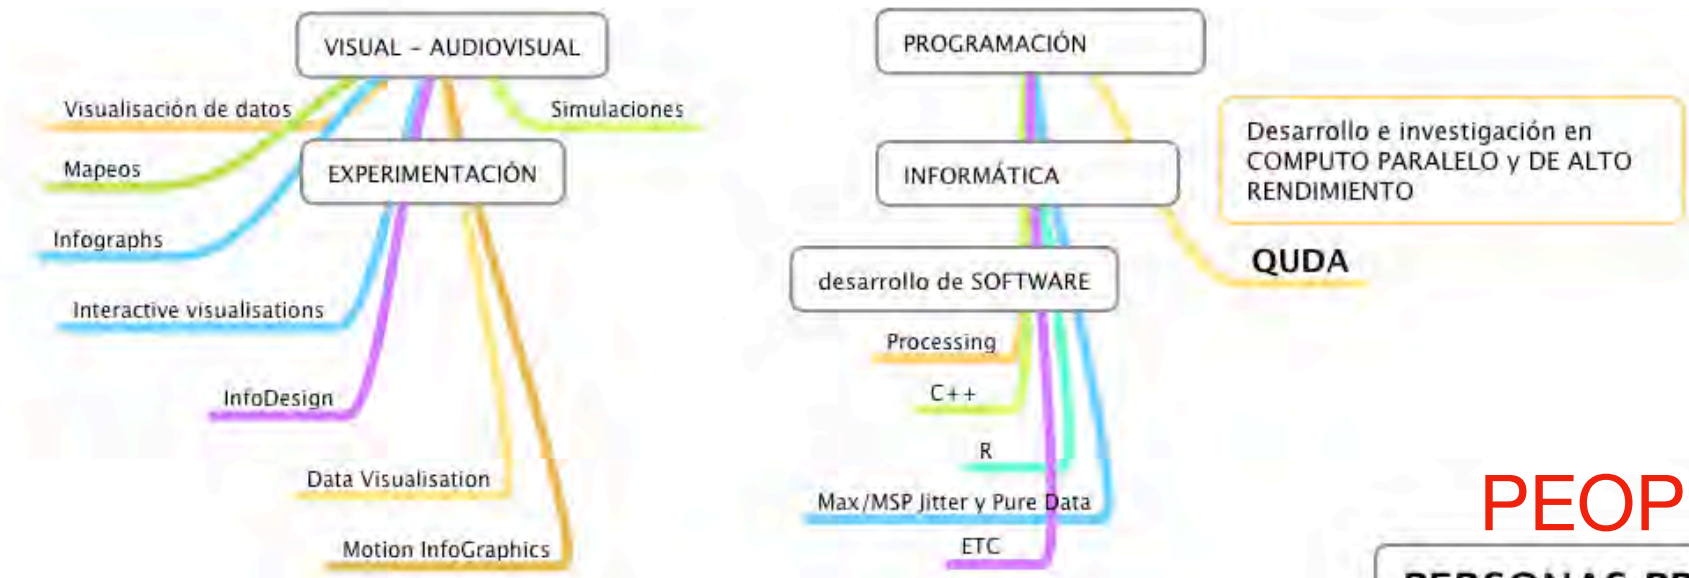 VISUAL – AUDIOVISUAL
Visualisación de datos
Simulaciones
Mapeos
EXPERIMENTACIÓN
Infographs
Interactive visualisations
InfoDesign
Data Visualisation
Motion InfoGraphics
PROGRAMACIÓN
INFORMÁTICA
desarrollo de SOFTWARE
Processing
C++
R
Max/MSP Jitter y Pure Data
ETC
Desarrollo e investigación en
COMPUTO PARALELO y DE ALTO
RENDIMIENTO
QUDA
PEOP
PERSONAS